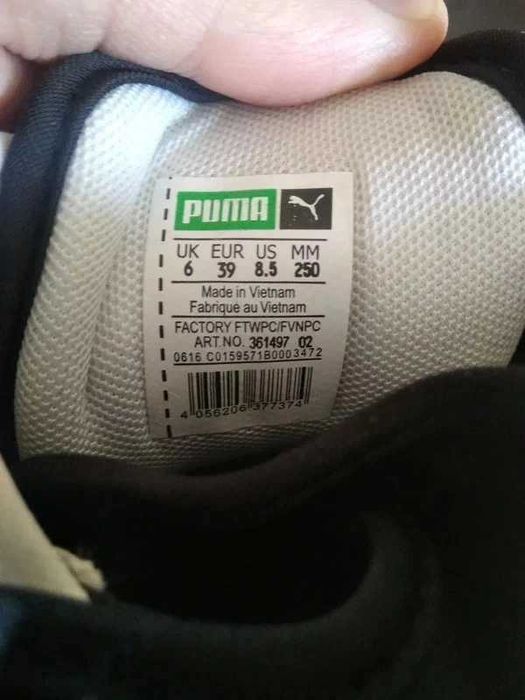 PUMA
UK EUR US MM
6 39 8.5 250
Made in Vietnam
Fabriqué au Vietnam
FACTORY FTWPC/FVNPC
ART.NO. 361497 02
0616 C0159571B0003472
4 056206 377374